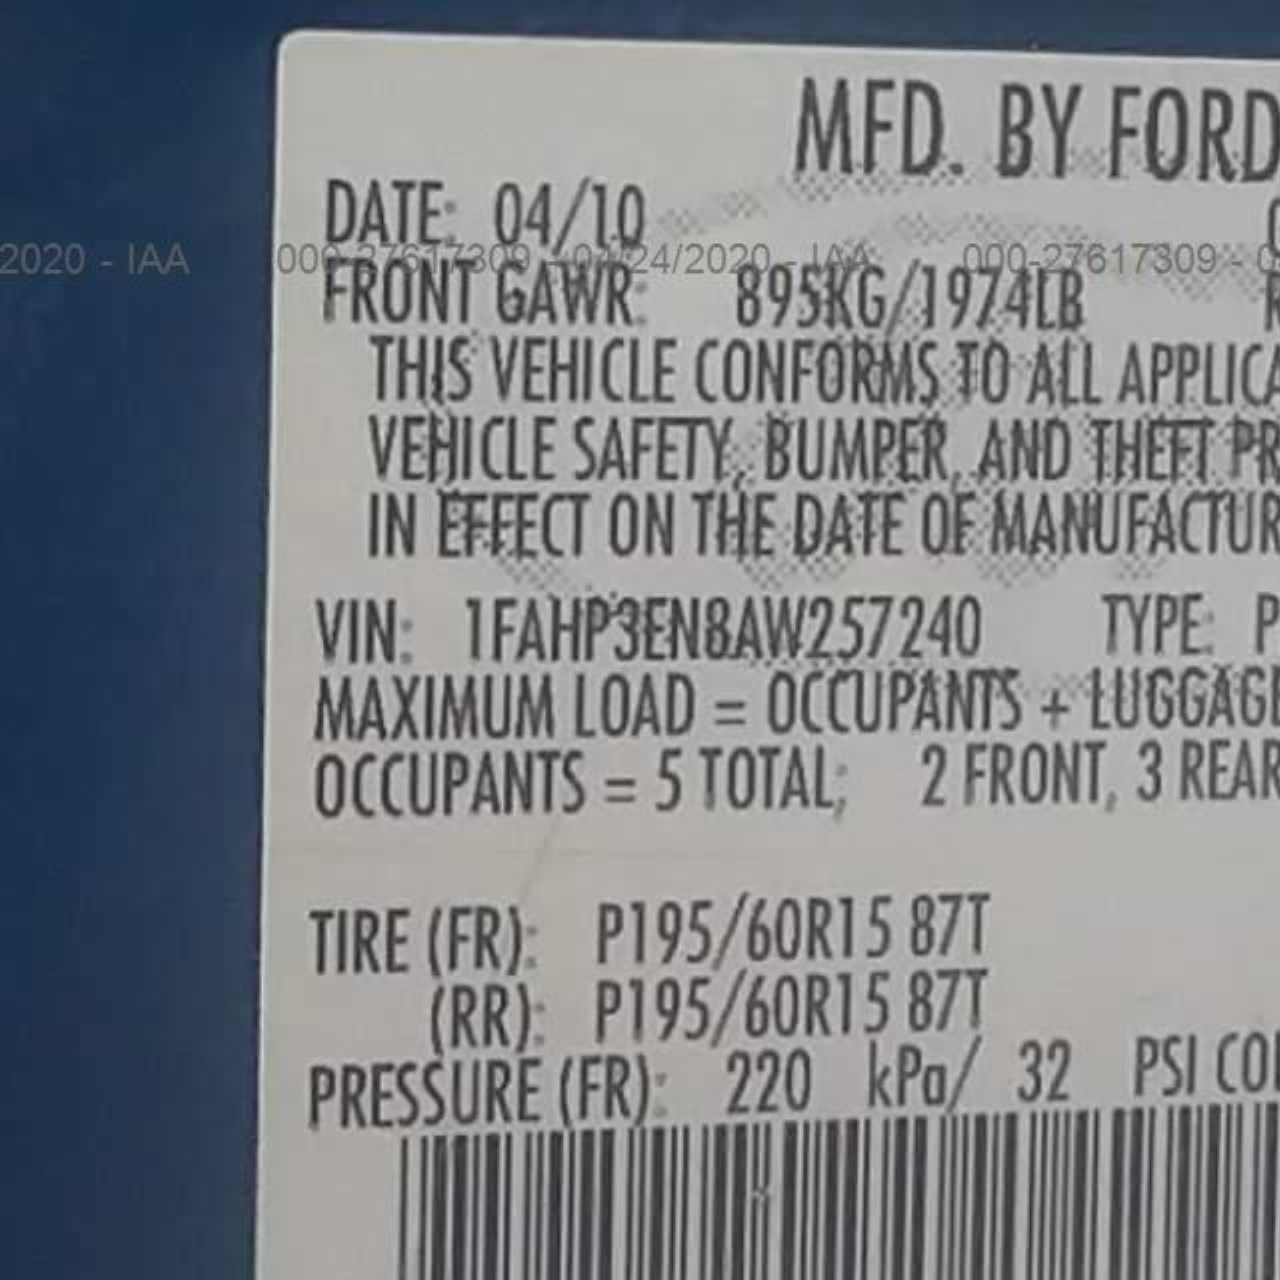 MFD. BY FORD
DATE: 04/10
2020 - IAA 000-27617309 - 04/24/2020 - IAA 000-27617309 -
FRONT GAWR: 895KG/1974LB
THIS VEHICLE CONFORMS TO ALL APPLICA
VEHICLE SAFETY, BUMPER, AND THEFT PR
IN EFFECT ON THE DATE OF MANUFACTUR
VIN: 1FAHP3EN8AW257240 TYPE: P
MAXIMUM LOAD = OCCUPANTS + LUGGAG
OCCUPANTS = 5 TOTAL; 2 FRONT, 3 REAR
TIRE (FR): P195/60R15 87T
(RR): P195/60R15 87T
PRESSURE (FR): 220 kPa/ 32 PSI CO